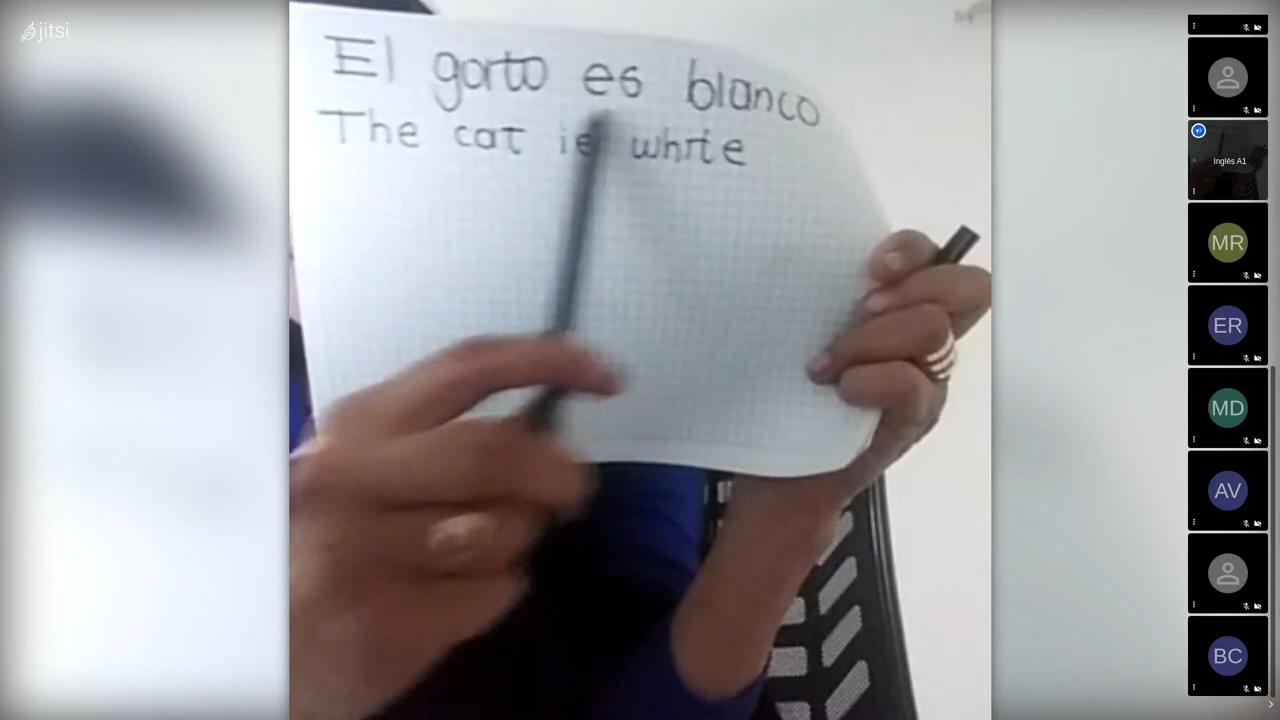 jitsi
El gato es blanco
The cat is white
Inglés A1
MR
ER
MD
AV
BC